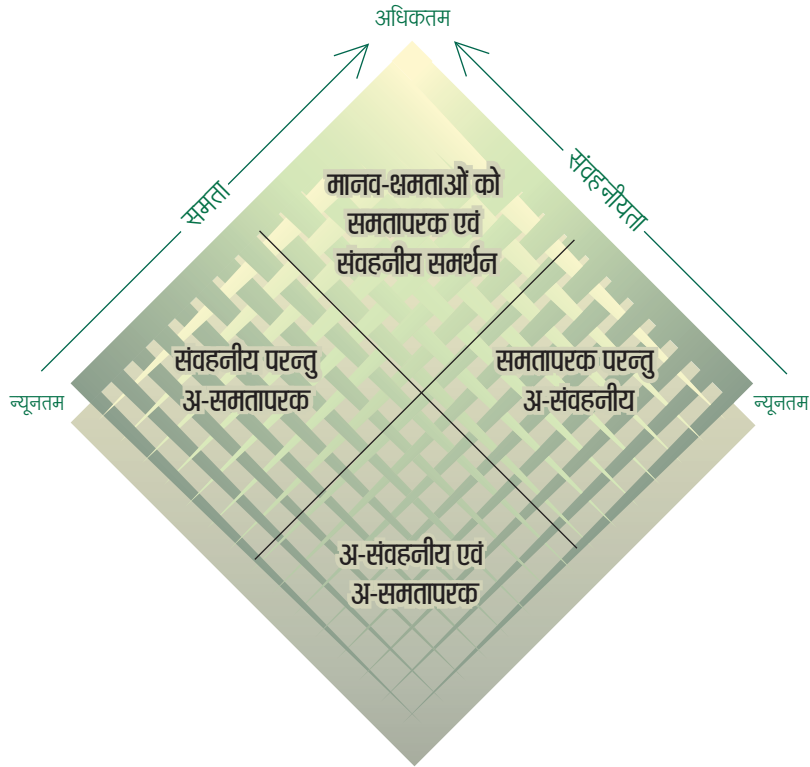 अधिकतम
समता
संवहनीयता
मानव-क्षमताओं को
समतापरक एवं
संवहनीय समर्थन
संवहनीय परन्तु
अ-समतापरक
समतापरक परन्तु
अ-संवहनीय
न्यूनतम
न्यूनतम
अ-संवहनीय एवं
अ-समतापरक